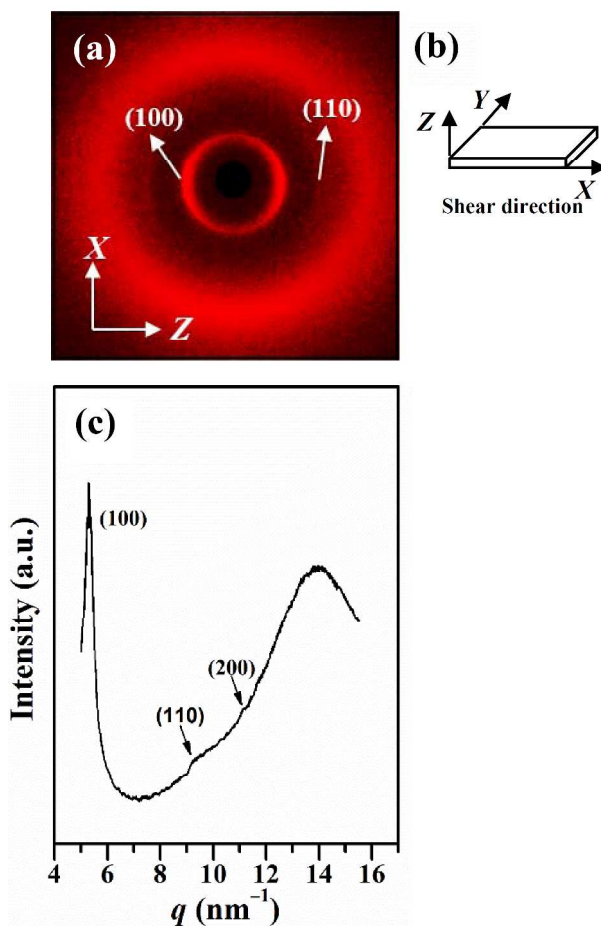 (a)
(100)
(110)
X
Z
(b)
Y
Z
X
Shear direction
(c)
(100)
(200)
(110)
Intensity (a.u.)
4 6 8 10 12 14 16
q (nm⁻¹)